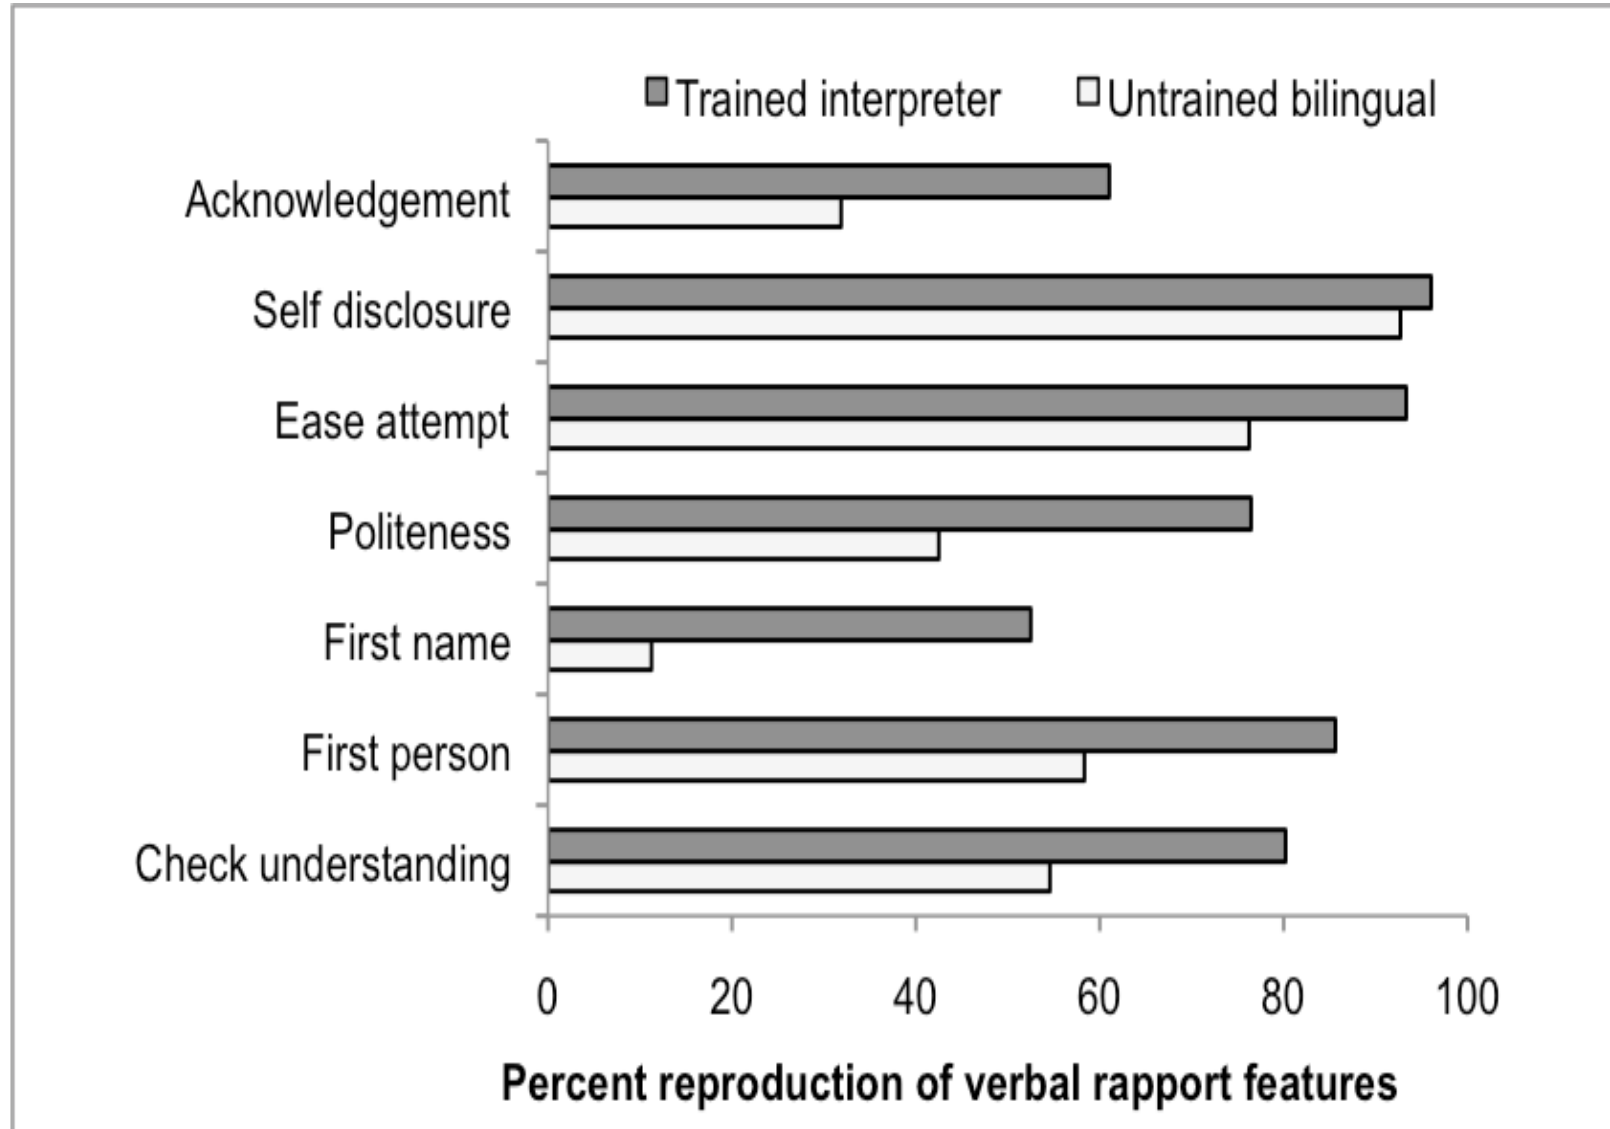 Trained interpreter
Untrained bilingual
Acknowledgement
Self disclosure
Ease attempt
Politeness
First name
First person
Check understanding
0 20 40 60 80 100
Percent reproduction of verbal rapport features